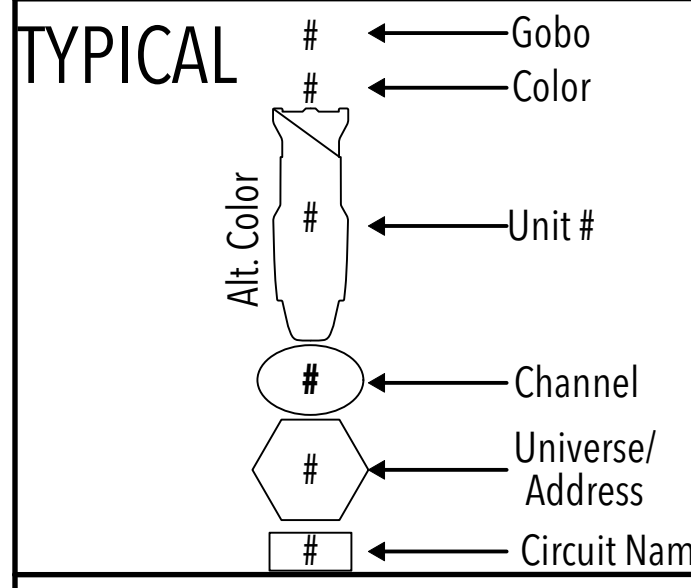 TYPICAL
# Gobo
# Color
Alt. Color
# Unit #
# Channel
# Universe/
Address
# Circuit Nam